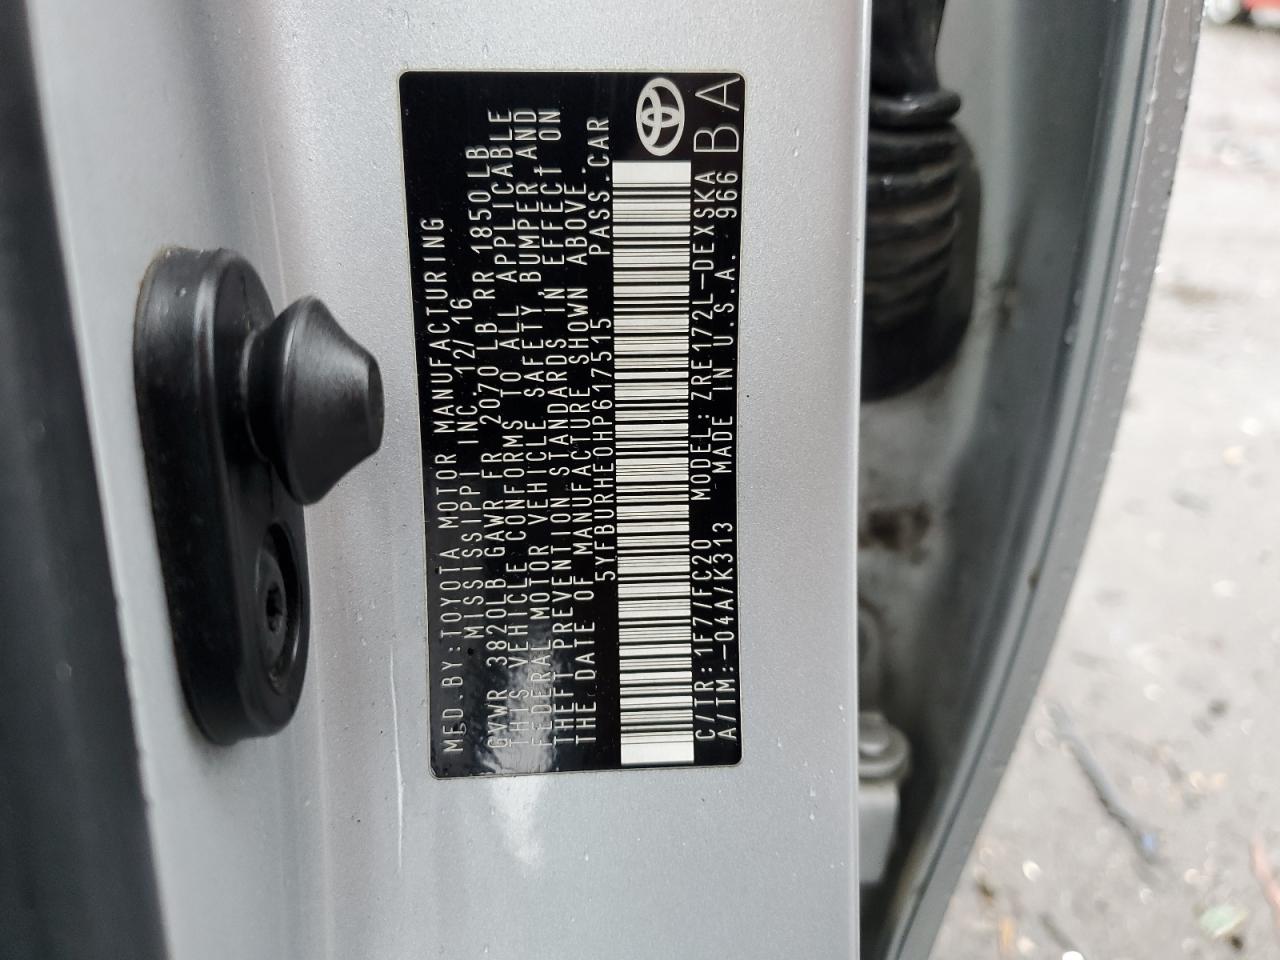 MFD.BY:TOYOTA MOTOR MANUFACTURING
MISSISSIPPI INC.12/16
GVWR 3820LB GAWR FR 2070LB RR 1850LB
THIS VEHICLE CONFORMS TO ALL APPLICABLE
FEDERAL MOTOR VEHICLE SAFETY, BUMPER, AND
THEFT PREVENTION STANDARDS IN EFFECT ON
THE DATE OF MANUFACTURE SHOWN ABOVE.
5YFBURHE0HP617515 PASS.CAR
C/TR:1F7/FC20 MODEL:ZRE172L-DEXSKA
A/TM:-04A/K313 MADE IN U.S.A. 966
BA